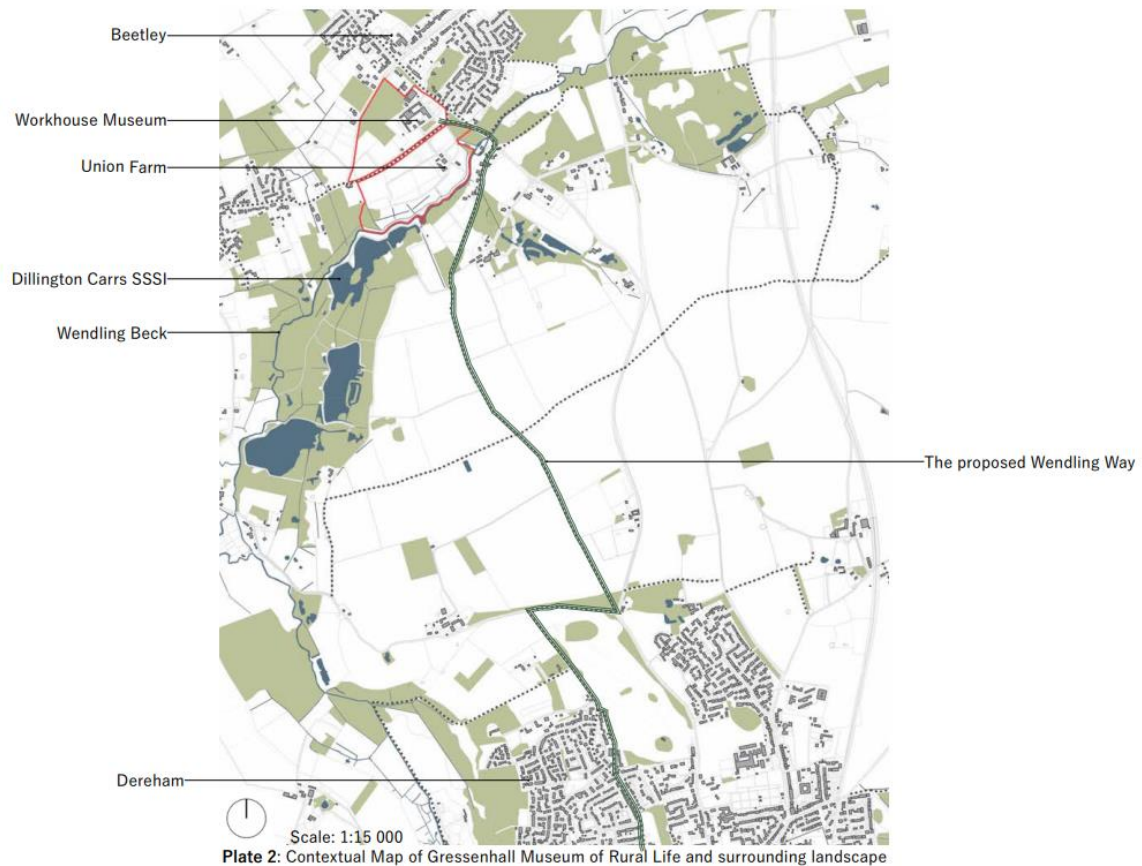 Beetley
Workhouse Museum
Union Farm
Dillington Carrs SSSI
Wendling Beck
The proposed Wendling Way
Dereham
Scale: 1:15 000
Plate 2: Contextual Map of Gressenhall Museum of Rural Life and surrounding landscape